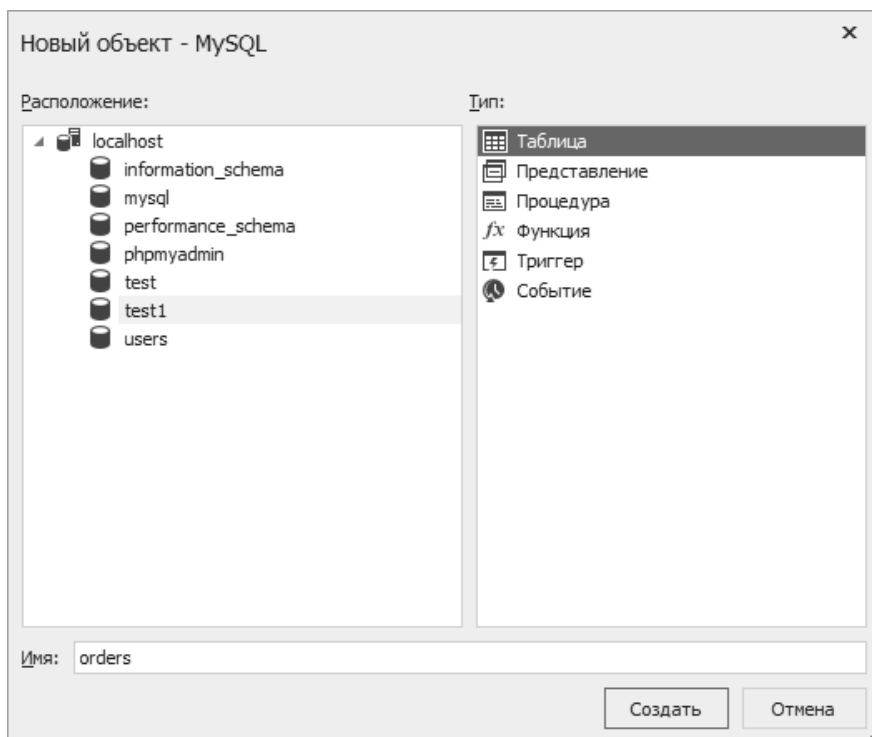 Новый объект - MySQL
x
Расположение:
localhost
information_schema
mysql
performance_schema
phpmyadmin
test
test1
users
Тип:
Таблица
Представление
Процедура
fx Функция
Триггер
Событие
Имя: orders
Создать Отмена